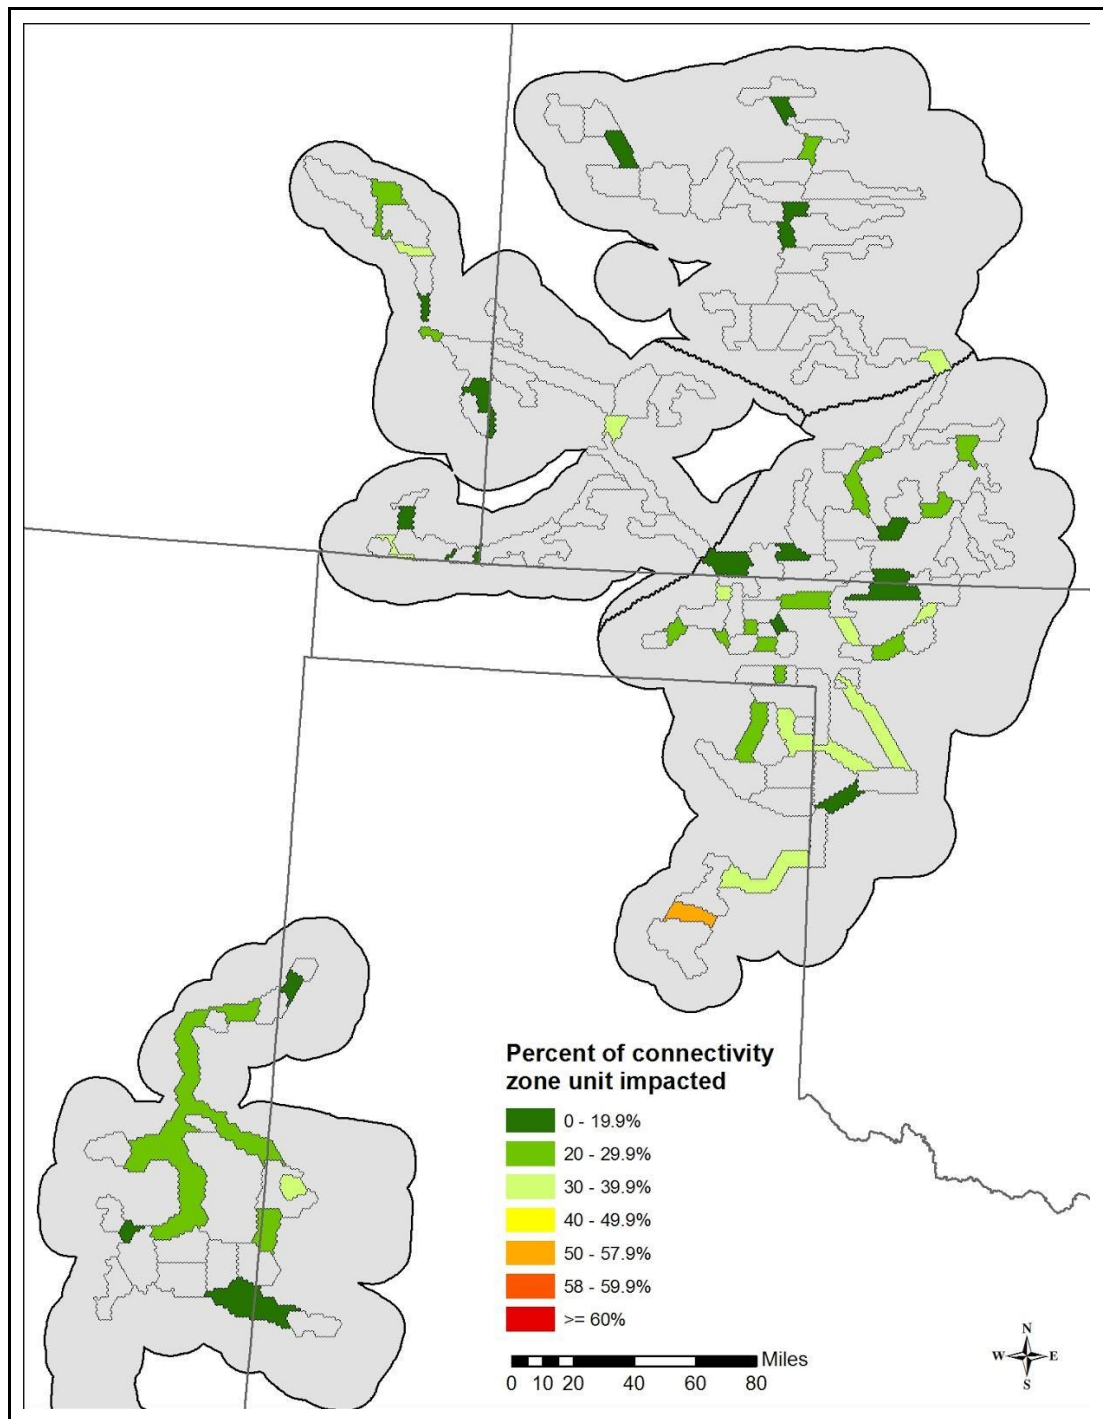 Percent of connectivity
zone unit impacted
0 - 19.9%
20 - 29.9%
30 - 39.9%
40 - 49.9%
50 - 57.9%
58 - 59.9%
>= 60%
Miles
0 10 20 40 60 80
N
W E
S